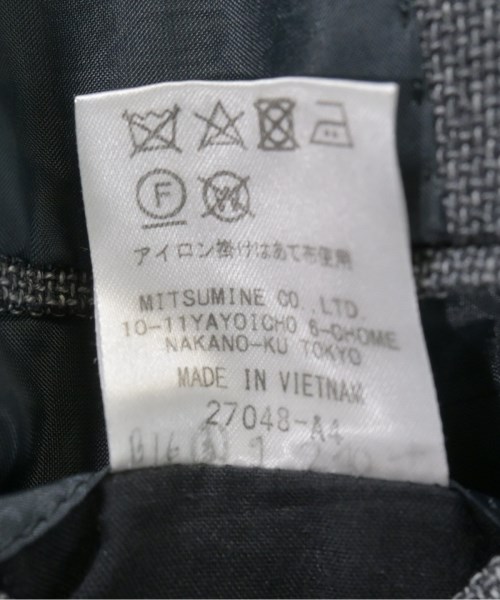 F W
アイロン掛けはあて布使用
MITSUMINE CO.,LTD.
10-11YAYOICHO 6-CHOME
NAKANO-KU TOKYO
MADE IN VIETNAM
27048-A4